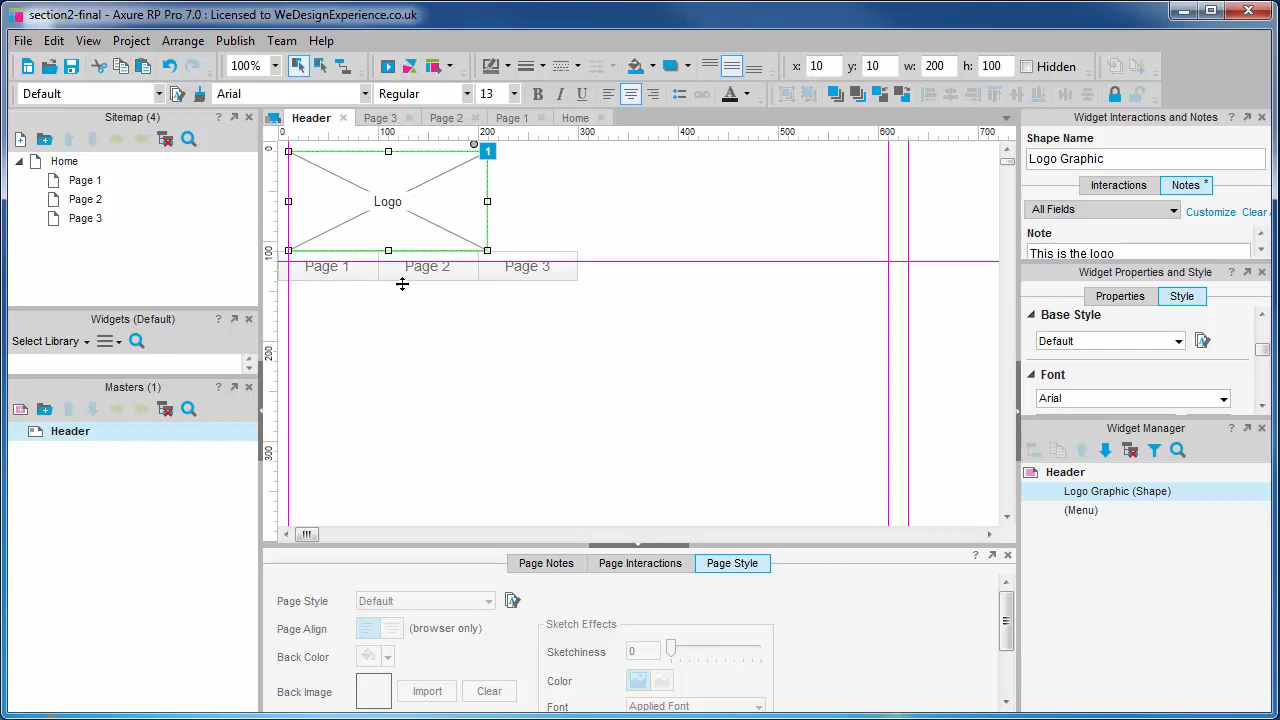 section2-final - Axure RP Pro 7.0 : Licensed to WeDesignExperience.co.uk
File Edit View Project Arrange Publish Team Help
100% x: 10 y: 10 w: 200 h: 100 Hidden
Default Arial Regular 13 B I U A
Sitemap (4) ?
Header Page 3 Page 2 Page 1 Home
Widget Interactions and Notes ?
0 100 200 300 400 500 600 700
Shape Name
Logo Graphic
Home
Page 1
Page 2
Page 3
0
100
200
300
1
Logo
Page 1 Page 2 Page 3
Interactions Notes *
All Fields Customize Clear A
Note
This is the logo
Widget Properties and Style ?
Properties Style
Base Style
Default
Font
Arial
Widgets (Default) ?
Select Library
Masters (1) ?
Header
Widget Manager ?
Header
Logo Graphic (Shape)
(Menu)
Page Notes Page Interactions Page Style ?
Page Style Default
Page Align (browser only)
Back Color
Back Image Import Clear
Sketch Effects
Sketchiness 0
Color
Font Applied Font